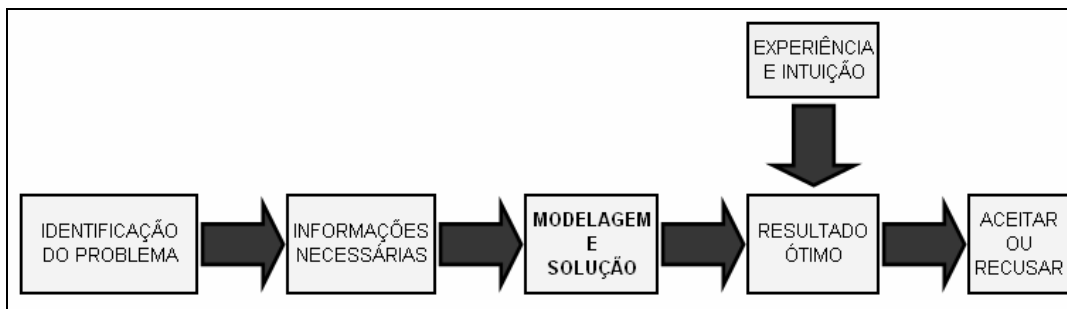 EXPERIÊNCIA
E INTUIÇÃO
IDENTIFICAÇÃO
DO PROBLEMA
INFORMAÇÕES
NECESSÁRIAS
MODELAGEM
E
SOLUÇÃO
RESULTADO
ÓTIMO
ACEITAR
OU
RECUSAR